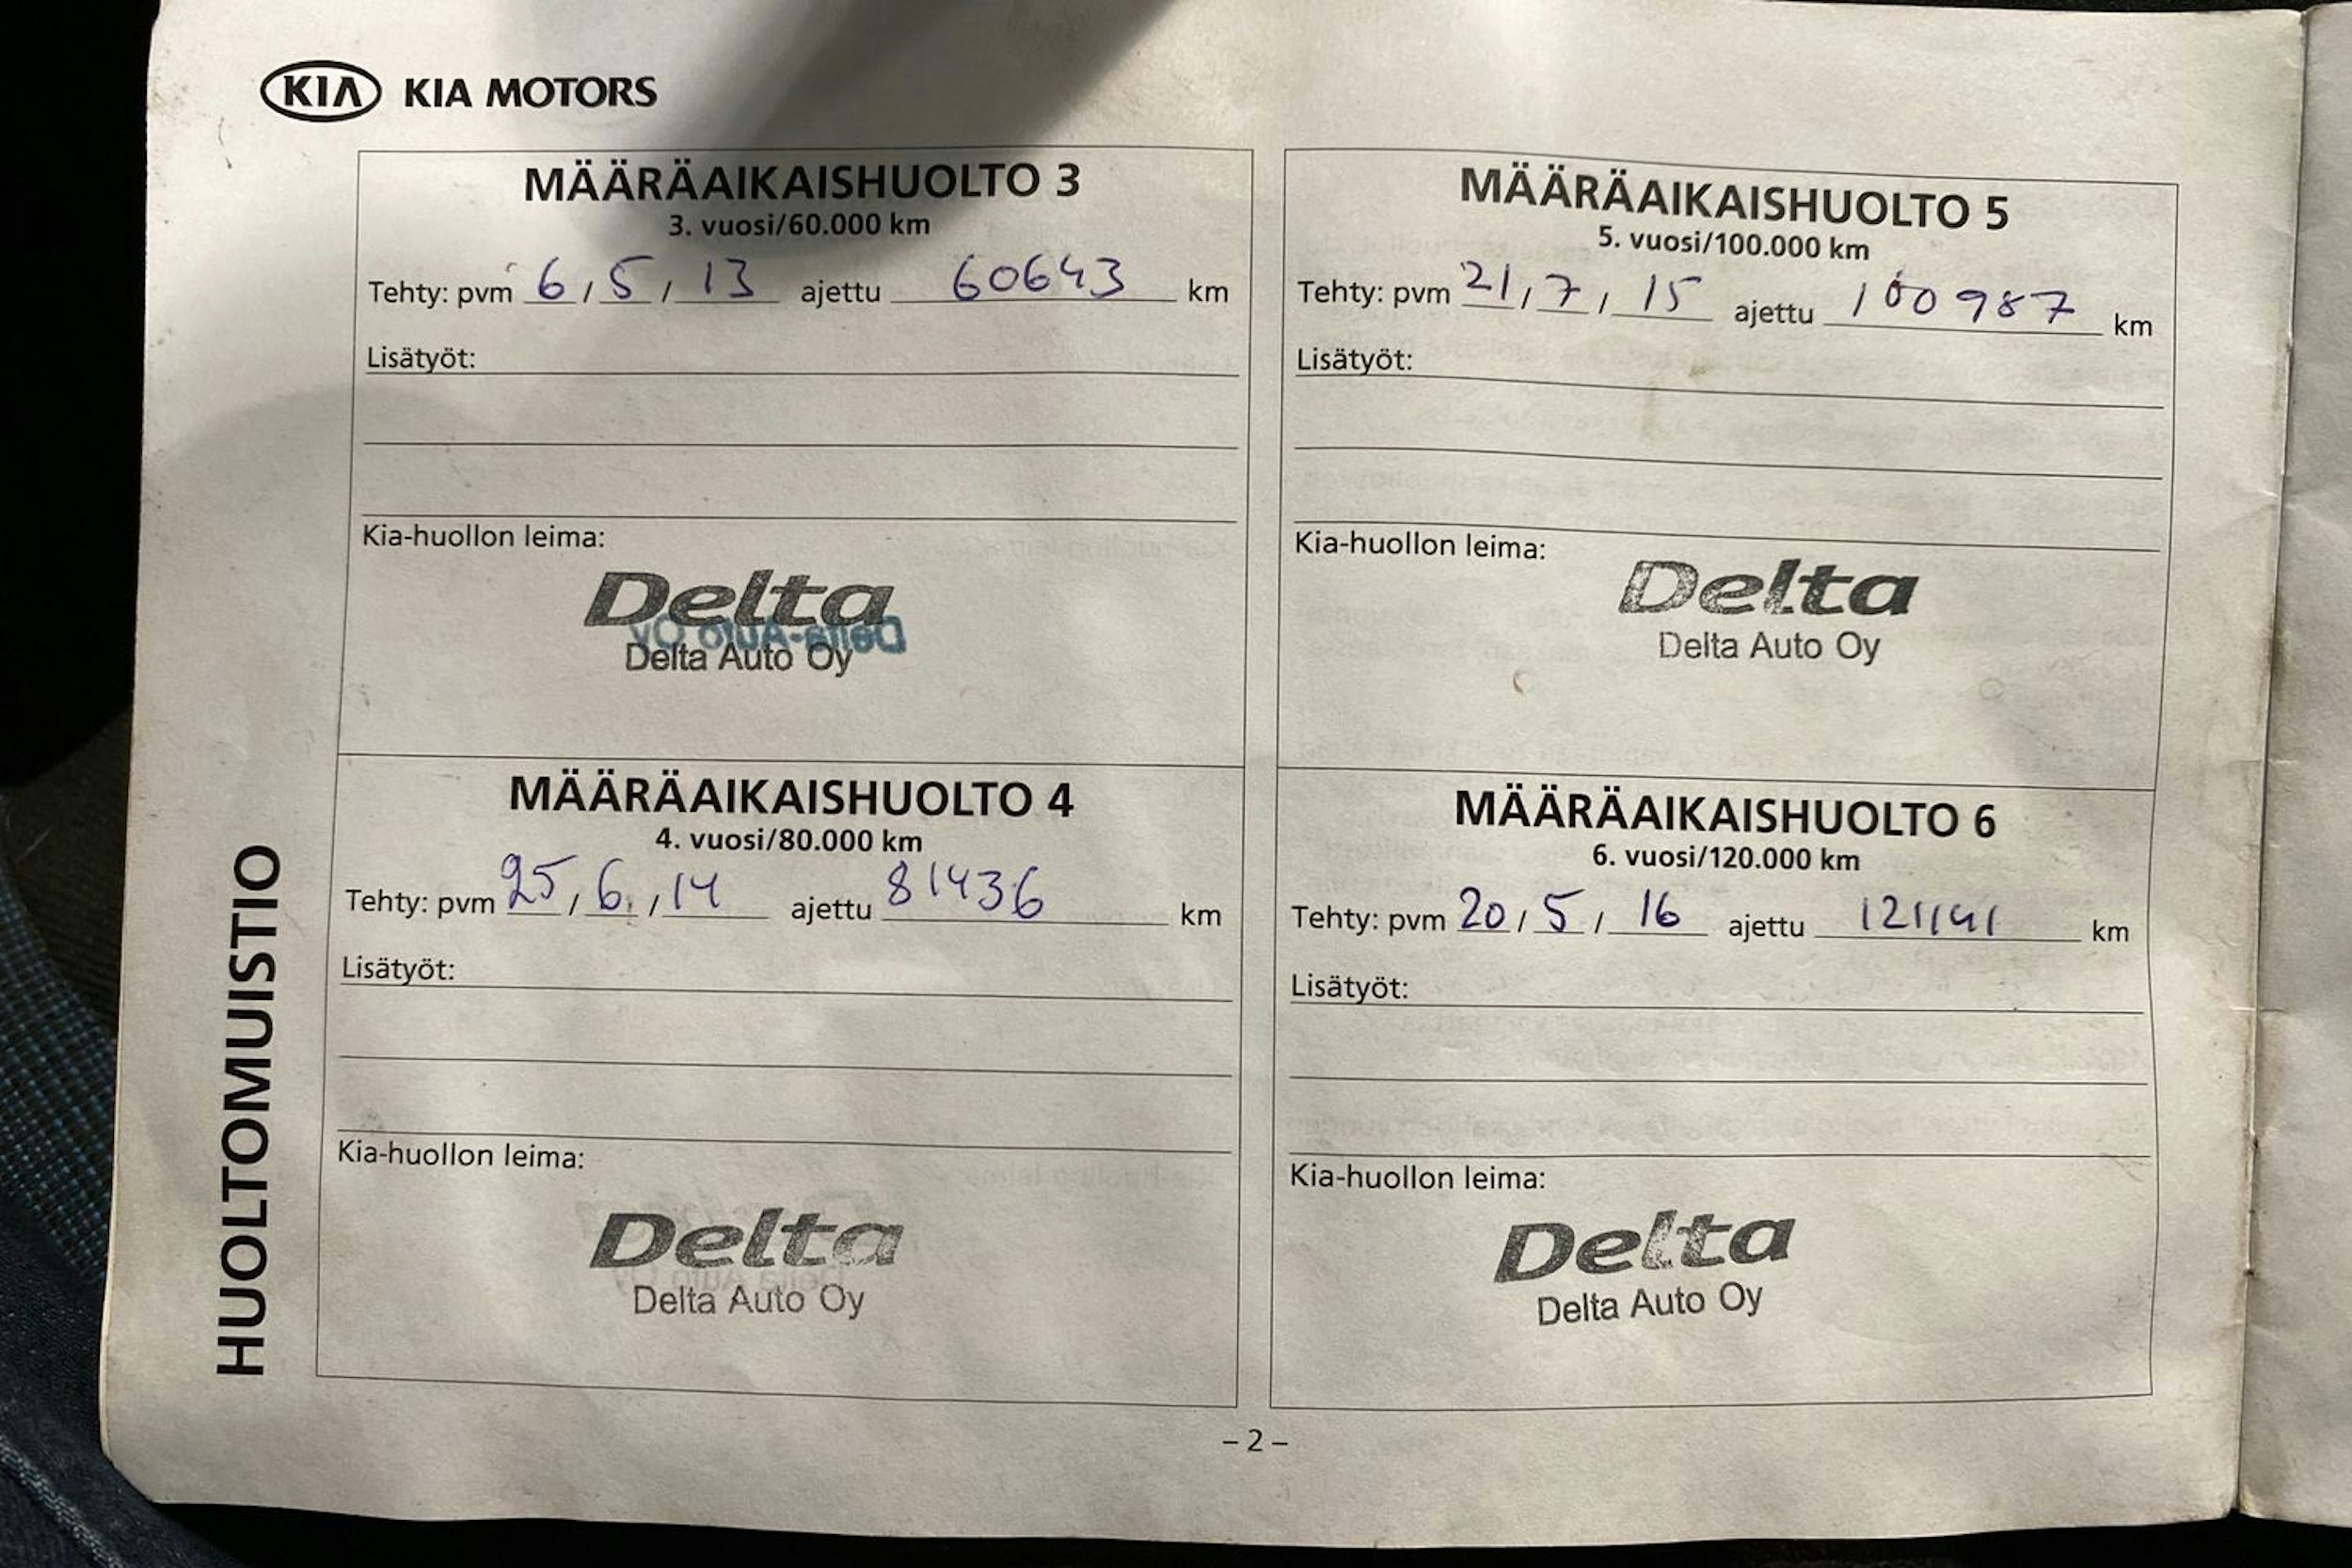 KIA KIA MOTORS
MÄÄRÄAIKAISHUOLTO 3
3. vuosi/60.000 km
Tehty: pvm 6 / 5 / 13 ajettu 60643 km
Lisätyöt:
Kia-huollon leima:
Delta
Delta-Auto Oy
Delta Auto Oy
MÄÄRÄAIKAISHUOLTO 4
4. vuosi/80.000 km
Tehty: pvm 25 / 6. / 14 ajettu 81436 km
Lisätyöt:
Kia-huollon leima:
Delta
Delta Auto Oy
MÄÄRÄAIKAISHUOLTO 5
5. vuosi/100.000 km
Tehty: pvm 21 / 7 / 15 ajettu 100987 km
Lisätyöt:
Kia-huollon leima:
Delta
Delta Auto Oy
MÄÄRÄAIKAISHUOLTO 6
6. vuosi/120.000 km
Tehty: pvm 20 / 5 / 16 ajettu 121141 km
Lisätyöt:
Kia-huollon leima:
Delta
Delta Auto Oy
HUOLTOMUISTIO
– 2 –